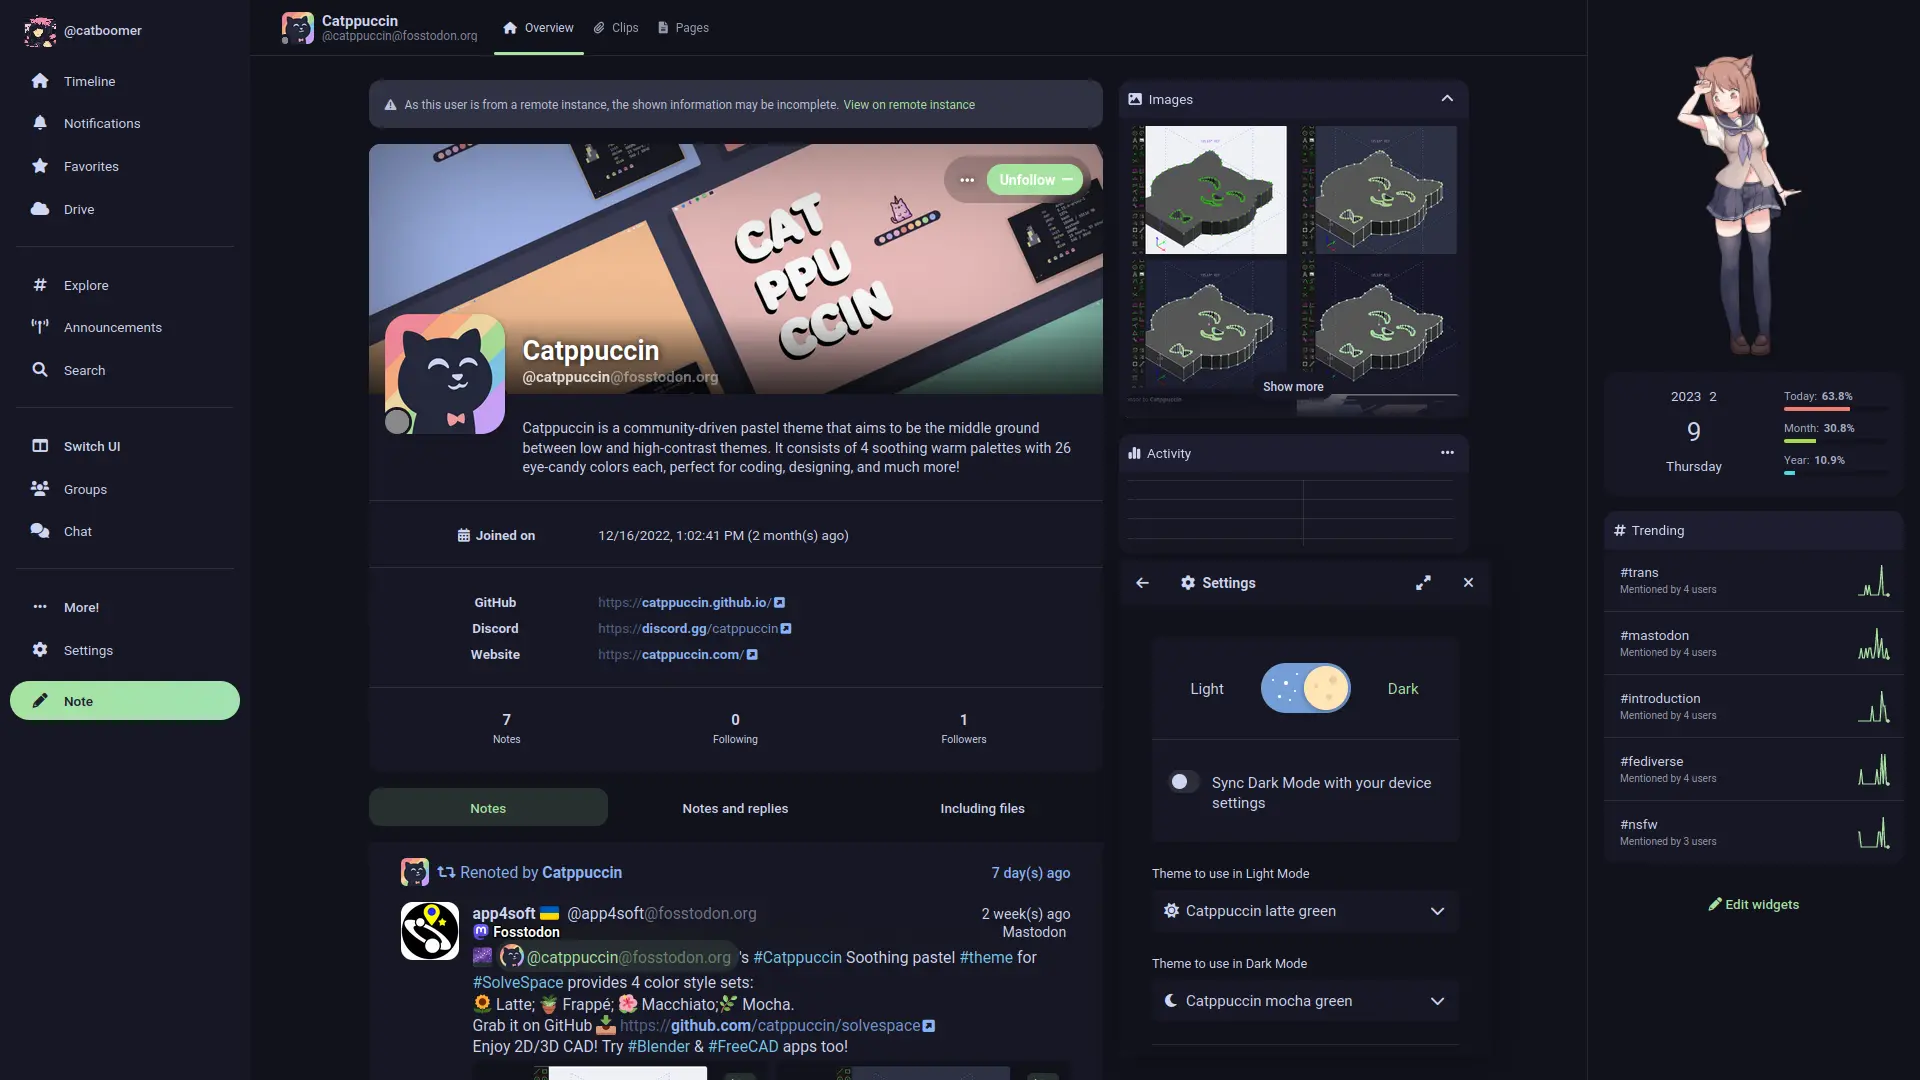 @catboomer
Timeline
Notifications
Favorites
Drive
Explore
Announcements
Search
Switch UI
Groups
Chat
More!
Settings
Note
Catppuccin
@catppuccin@fosstodon.org
Overview
Clips
Pages
As this user is from a remote instance, the shown information may be incomplete. View on remote instance
Unfollow
CAT
PPU
CCIN
Catppuccin
@catppuccin@fosstodon.org
Catppuccin is a community-driven pastel theme that aims to be the middle ground
between low and high-contrast themes. It consists of 4 soothing warm palettes with 26
eye-candy colors each, perfect for coding, designing, and much more!
Joined on 12/16/2022, 1:02:41 PM (2 month(s) ago)
GitHub https://catppuccin.github.io/
Discord https://discord.gg/catppuccin
Website https://catppuccin.com/
7 0 1
Notes Following Followers
Notes Notes and replies Including files
Renoted by Catppuccin 7 day(s) ago
app4soft 🇺🇦 @app4soft@fosstodon.org 2 week(s) ago
Fosstodon Mastodon
🌌 @catppuccin@fosstodon.org 's #Catppuccin Soothing pastel #theme for
#SolveSpace provides 4 color style sets:
🌻 Latte; 🪴 Frappé; 🌺 Macchiato;🌿 Mocha.
Grab it on GitHub 📥 https://github.com/catppuccin/solvespace
Enjoy 2D/3D CAD! Try #Blender & #FreeCAD apps too!
Images
Show more
Activity
Settings
Light Dark
Sync Dark Mode with your device
settings
Theme to use in Light Mode
Catppuccin latte green
Theme to use in Dark Mode
Catppuccin mocha green
2023 2
9
Thursday
Today: 63.8%
Month: 30.8%
Year: 10.9%
# Trending
#trans
Mentioned by 4 users
#mastodon
Mentioned by 4 users
#introduction
Mentioned by 4 users
#fediverse
Mentioned by 4 users
#nsfw
Mentioned by 3 users
Edit widgets